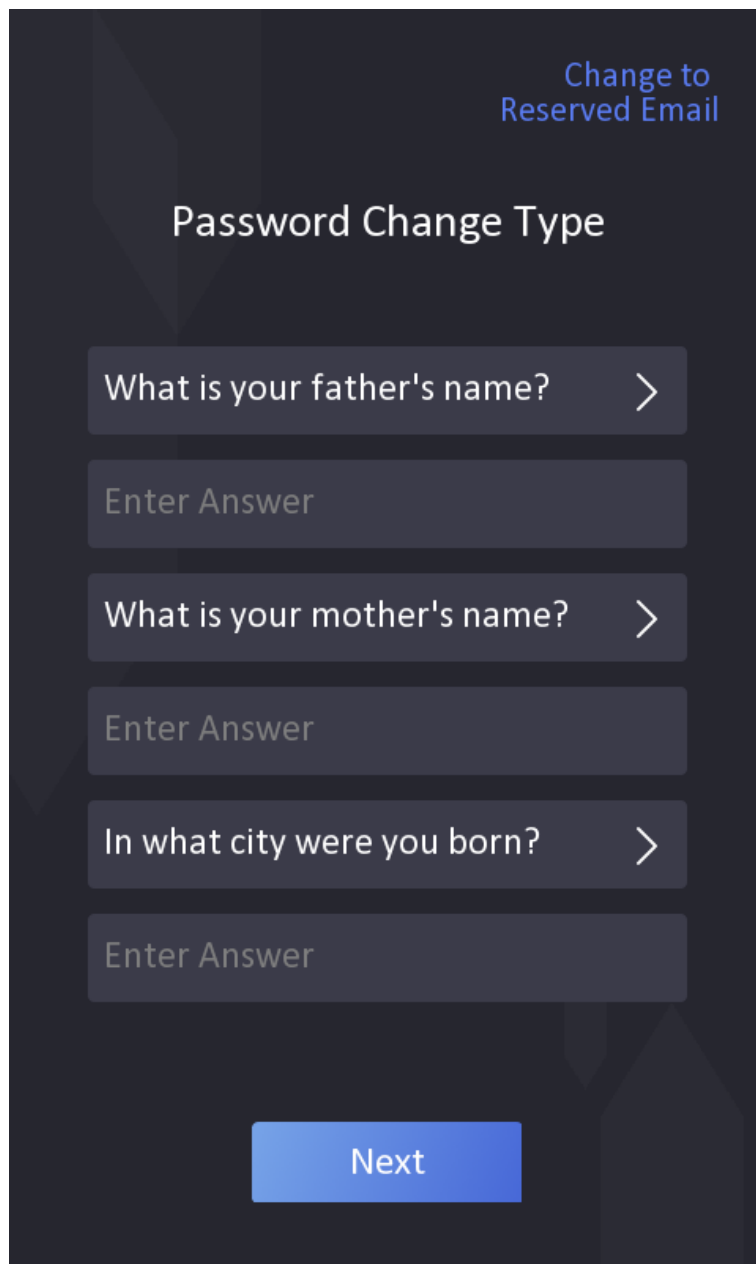 Change to
Reserved Email
Password Change Type
What is your father's name?
Enter Answer
What is your mother's name?
Enter Answer
In what city were you born?
Enter Answer
Next